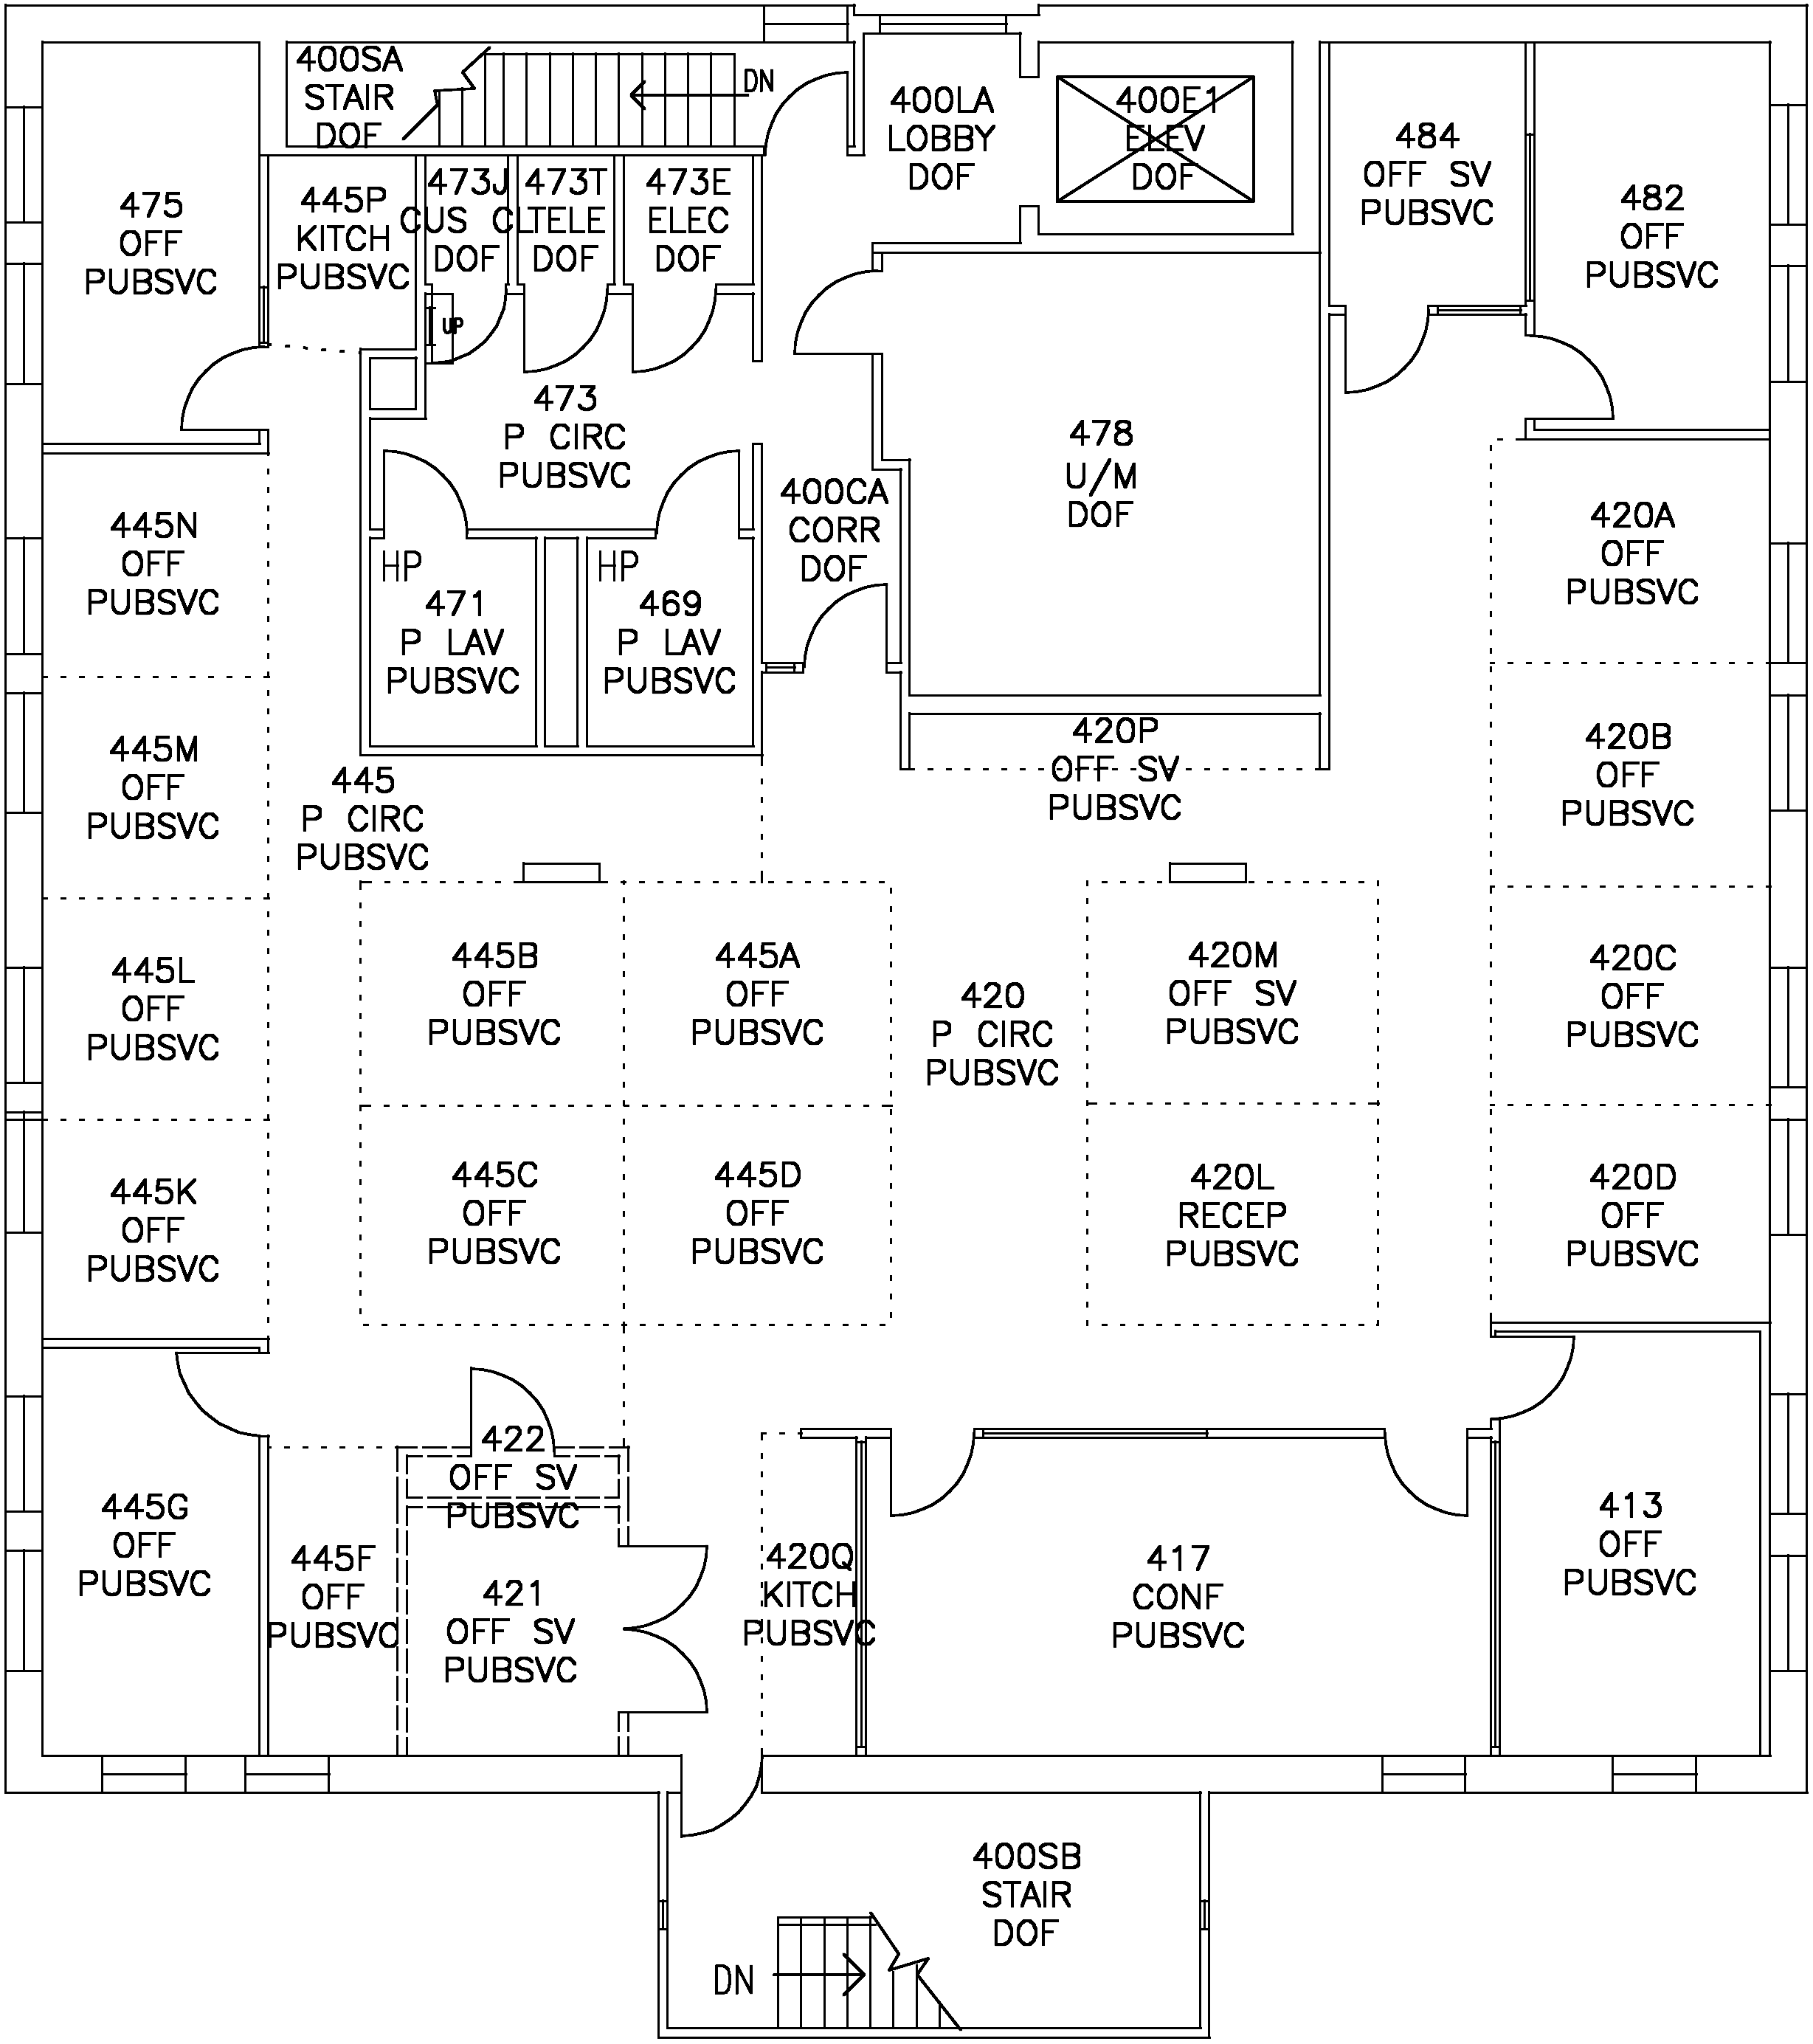 400SA
STAIR
DOF
DN
400LA
LOBBY
DOF
400E1
ELEV
DOF
484
OFF SV
PUBSVC
482
OFF
PUBSVC
475
OFF
PUBSVC
445P
KITCH
PUBSVC
473J
CUS CL
DOF
473T
TELE
DOF
473E
ELEC
DOF
UP
473
P CIRC
PUBSVC
478
U/M
DOF
400CA
CORR
DOF
445N
OFF
PUBSVC
HP
471
P LAV
PUBSVC
HP
469
P LAV
PUBSVC
420A
OFF
PUBSVC
445M
OFF
PUBSVC
445
P CIRC
PUBSVC
420P
OFF SV
PUBSVC
420B
OFF
PUBSVC
445L
OFF
PUBSVC
445B
OFF
PUBSVC
445A
OFF
PUBSVC
420
P CIRC
PUBSVC
420M
OFF SV
PUBSVC
420C
OFF
PUBSVC
445K
OFF
PUBSVC
445C
OFF
PUBSVC
445D
OFF
PUBSVC
420L
RECEP
PUBSVC
420D
OFF
PUBSVC
445G
OFF
PUBSVC
445F
OFF
PUBSVC
422
OFF SV
PUBSVC
421
OFF SV
PUBSVC
420Q
KITCH
PUBSVC
417
CONF
PUBSVC
413
OFF
PUBSVC
400SB
STAIR
DOF
DN